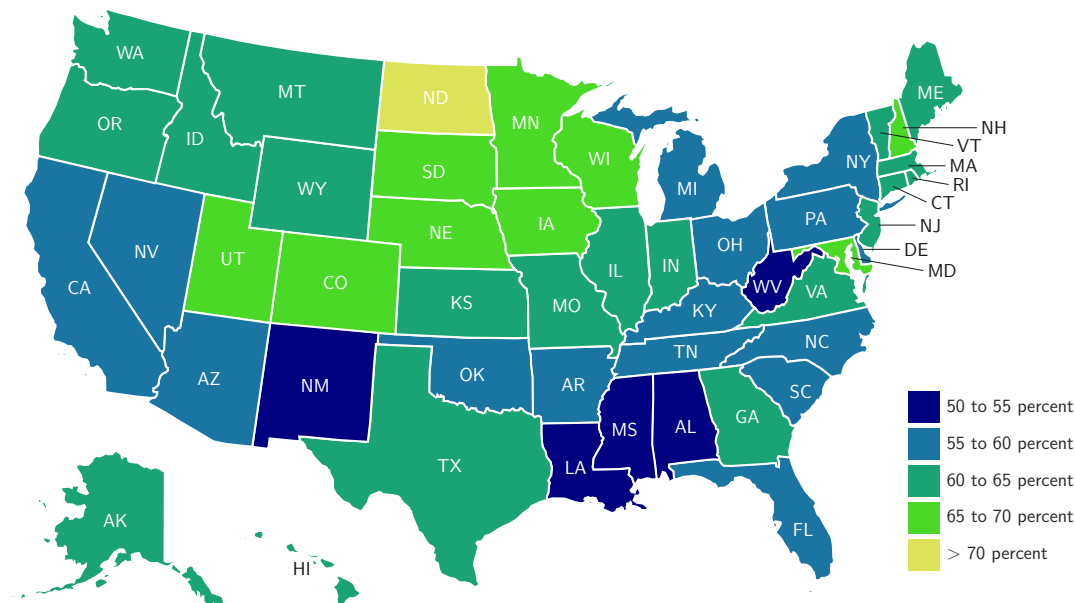 WA
MT
ND
ME
MN
OR
NH
ID
VT
WI
NY
MA
SD
RI
WY
MI
CT
PA
IA
NJ
NE
OH
NV
DE
UT
IL
IN
MD
CO
WV
CA
VA
KS
MO
KY
NC
TN
OK
AZ
NM
AR
SC
50 to 55 percent
GA
AL
MS
55 to 60 percent
TX
LA
60 to 65 percent
65 to 70 percent
AK
FL
> 70 percent
HI